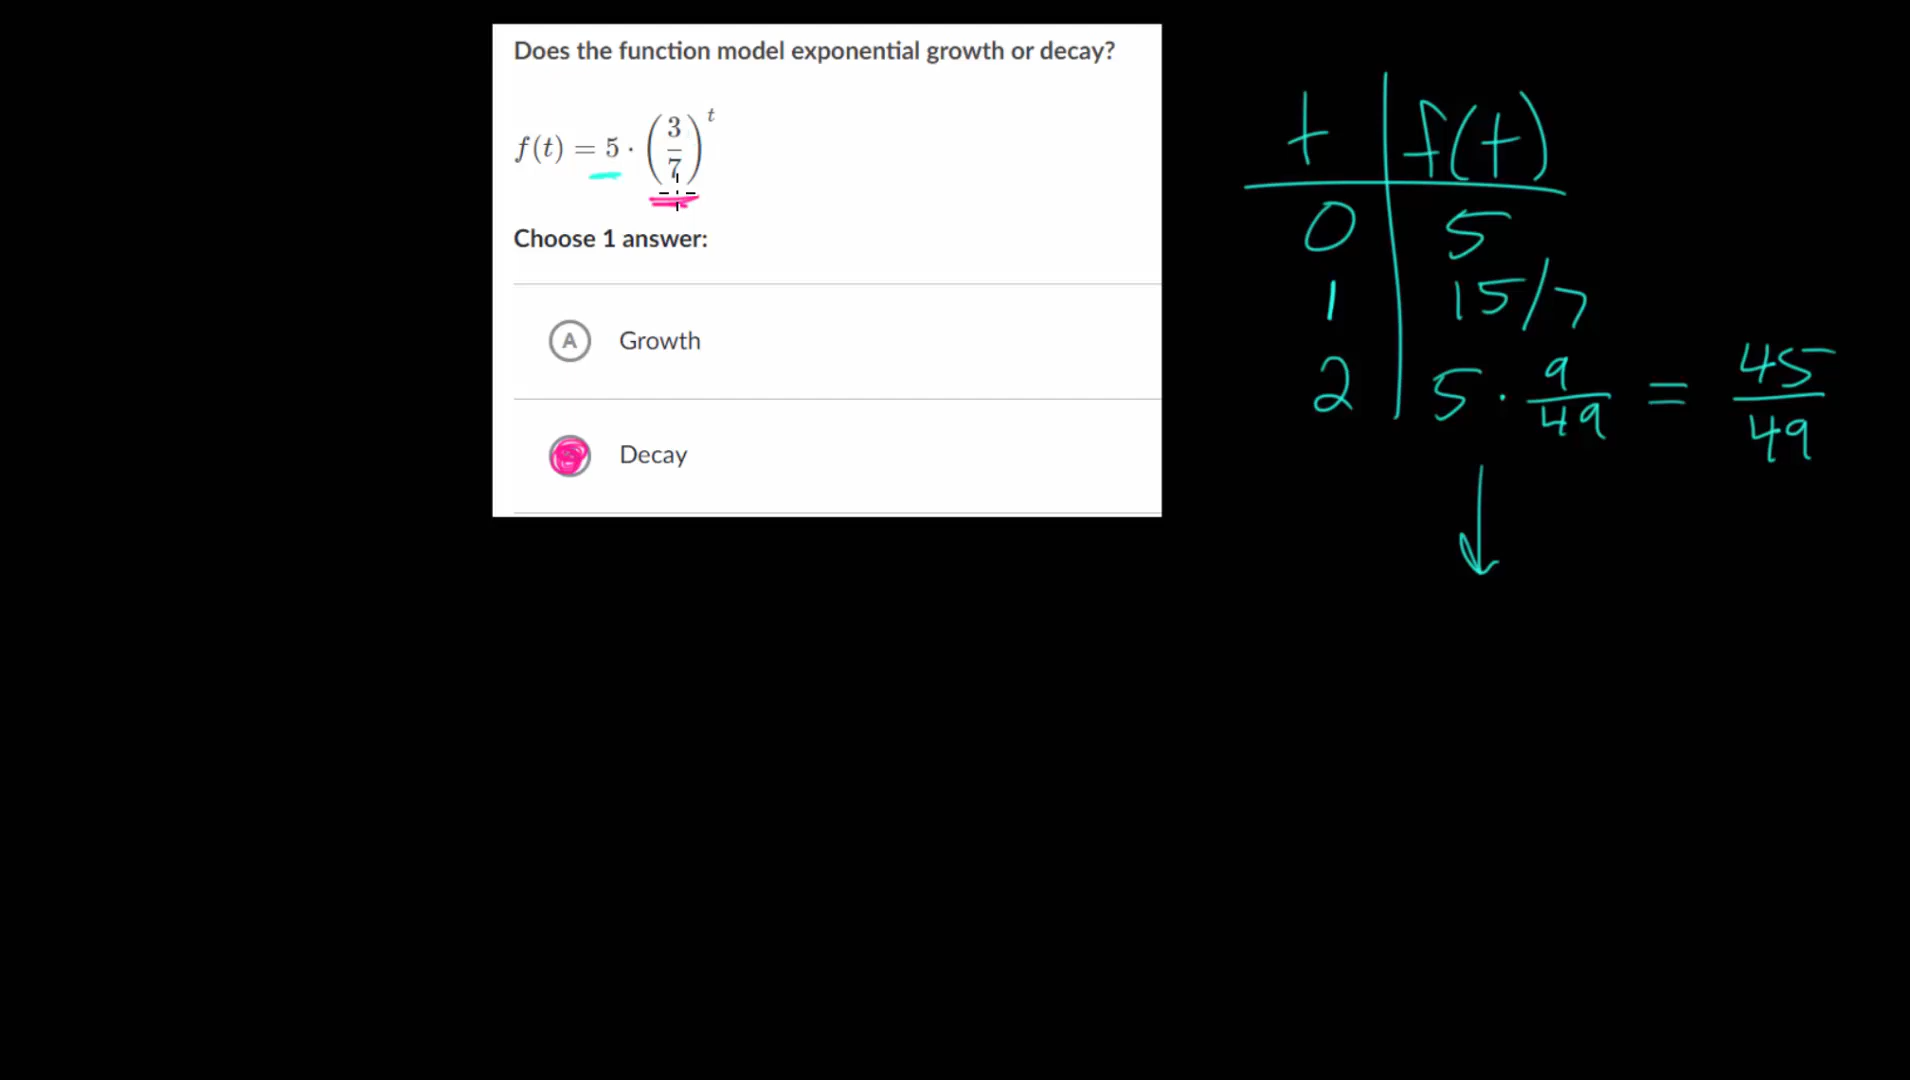 Does the function model exponential growth or decay?
f(t) = 5 · (3/7)^t
Choose 1 answer:
A Growth
Decay
t f(t)
0 5
1 15/7
2 5 · 9/49 = 45/49